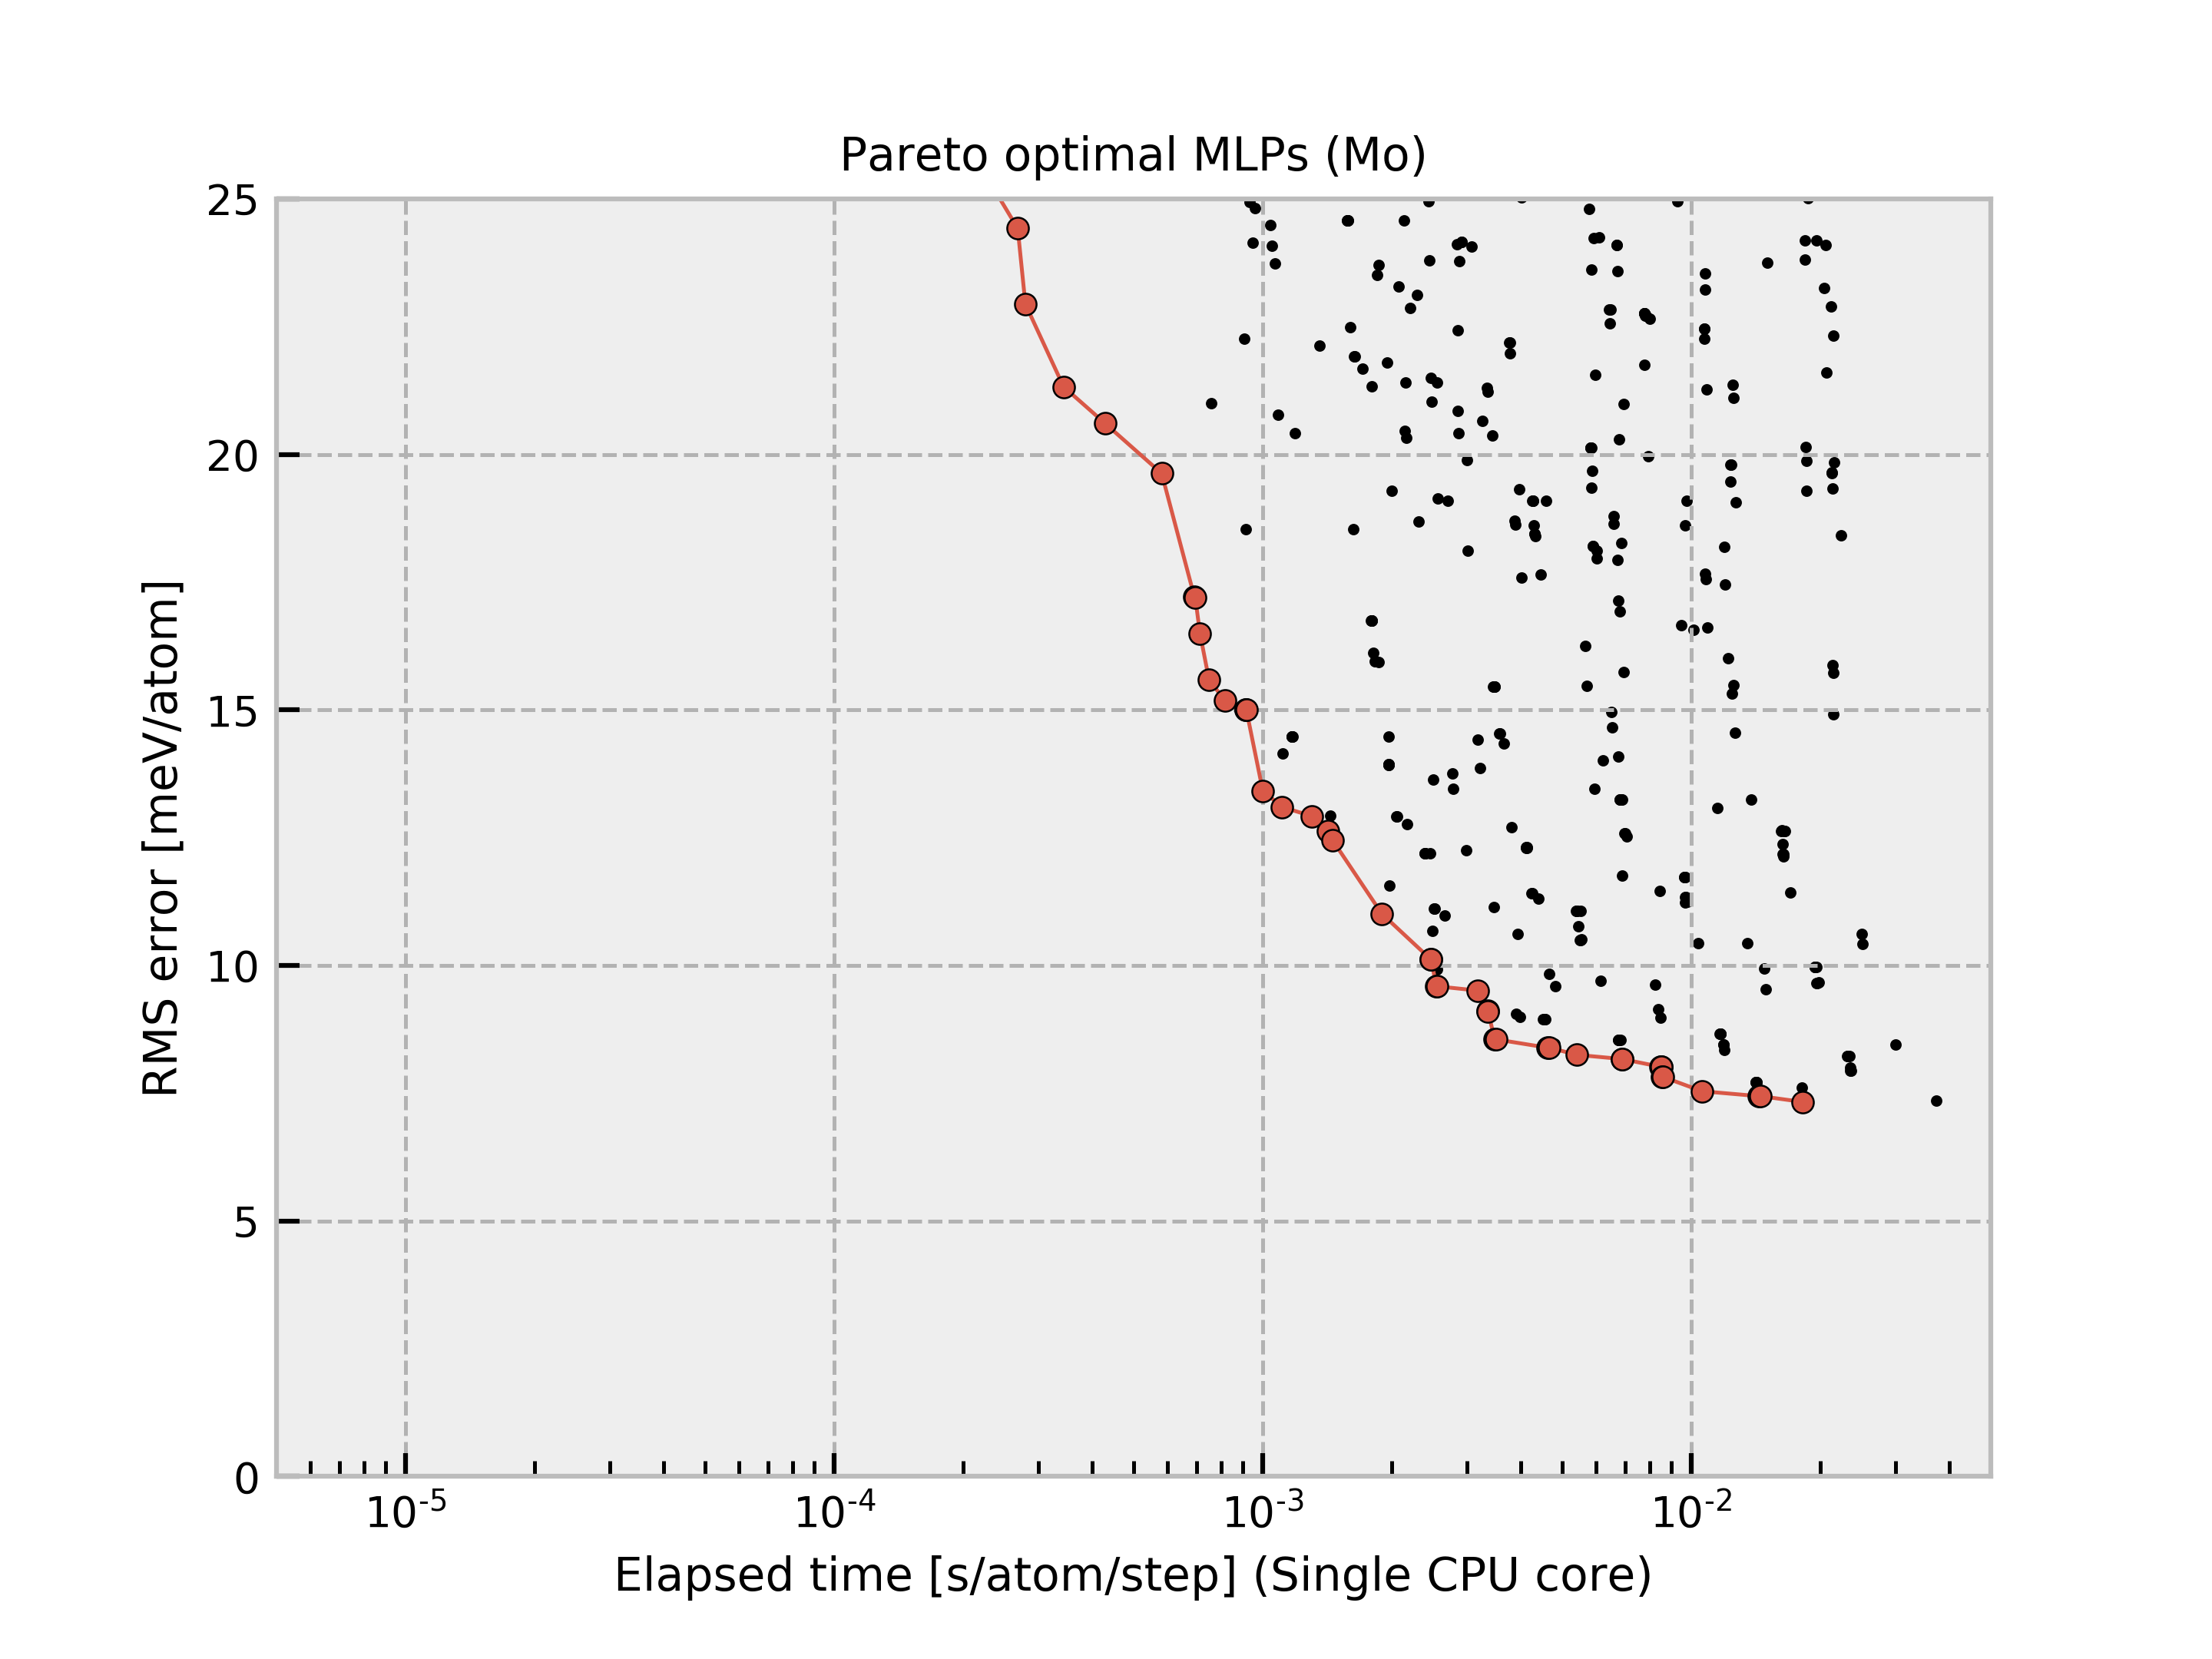 Pareto optimal MLPs (Mo)
25
20
15
10
5
0
RMS error [meV/atom]
10⁻⁵ 10⁻⁴ 10⁻³ 10⁻²
Elapsed time [s/atom/step] (Single CPU core)